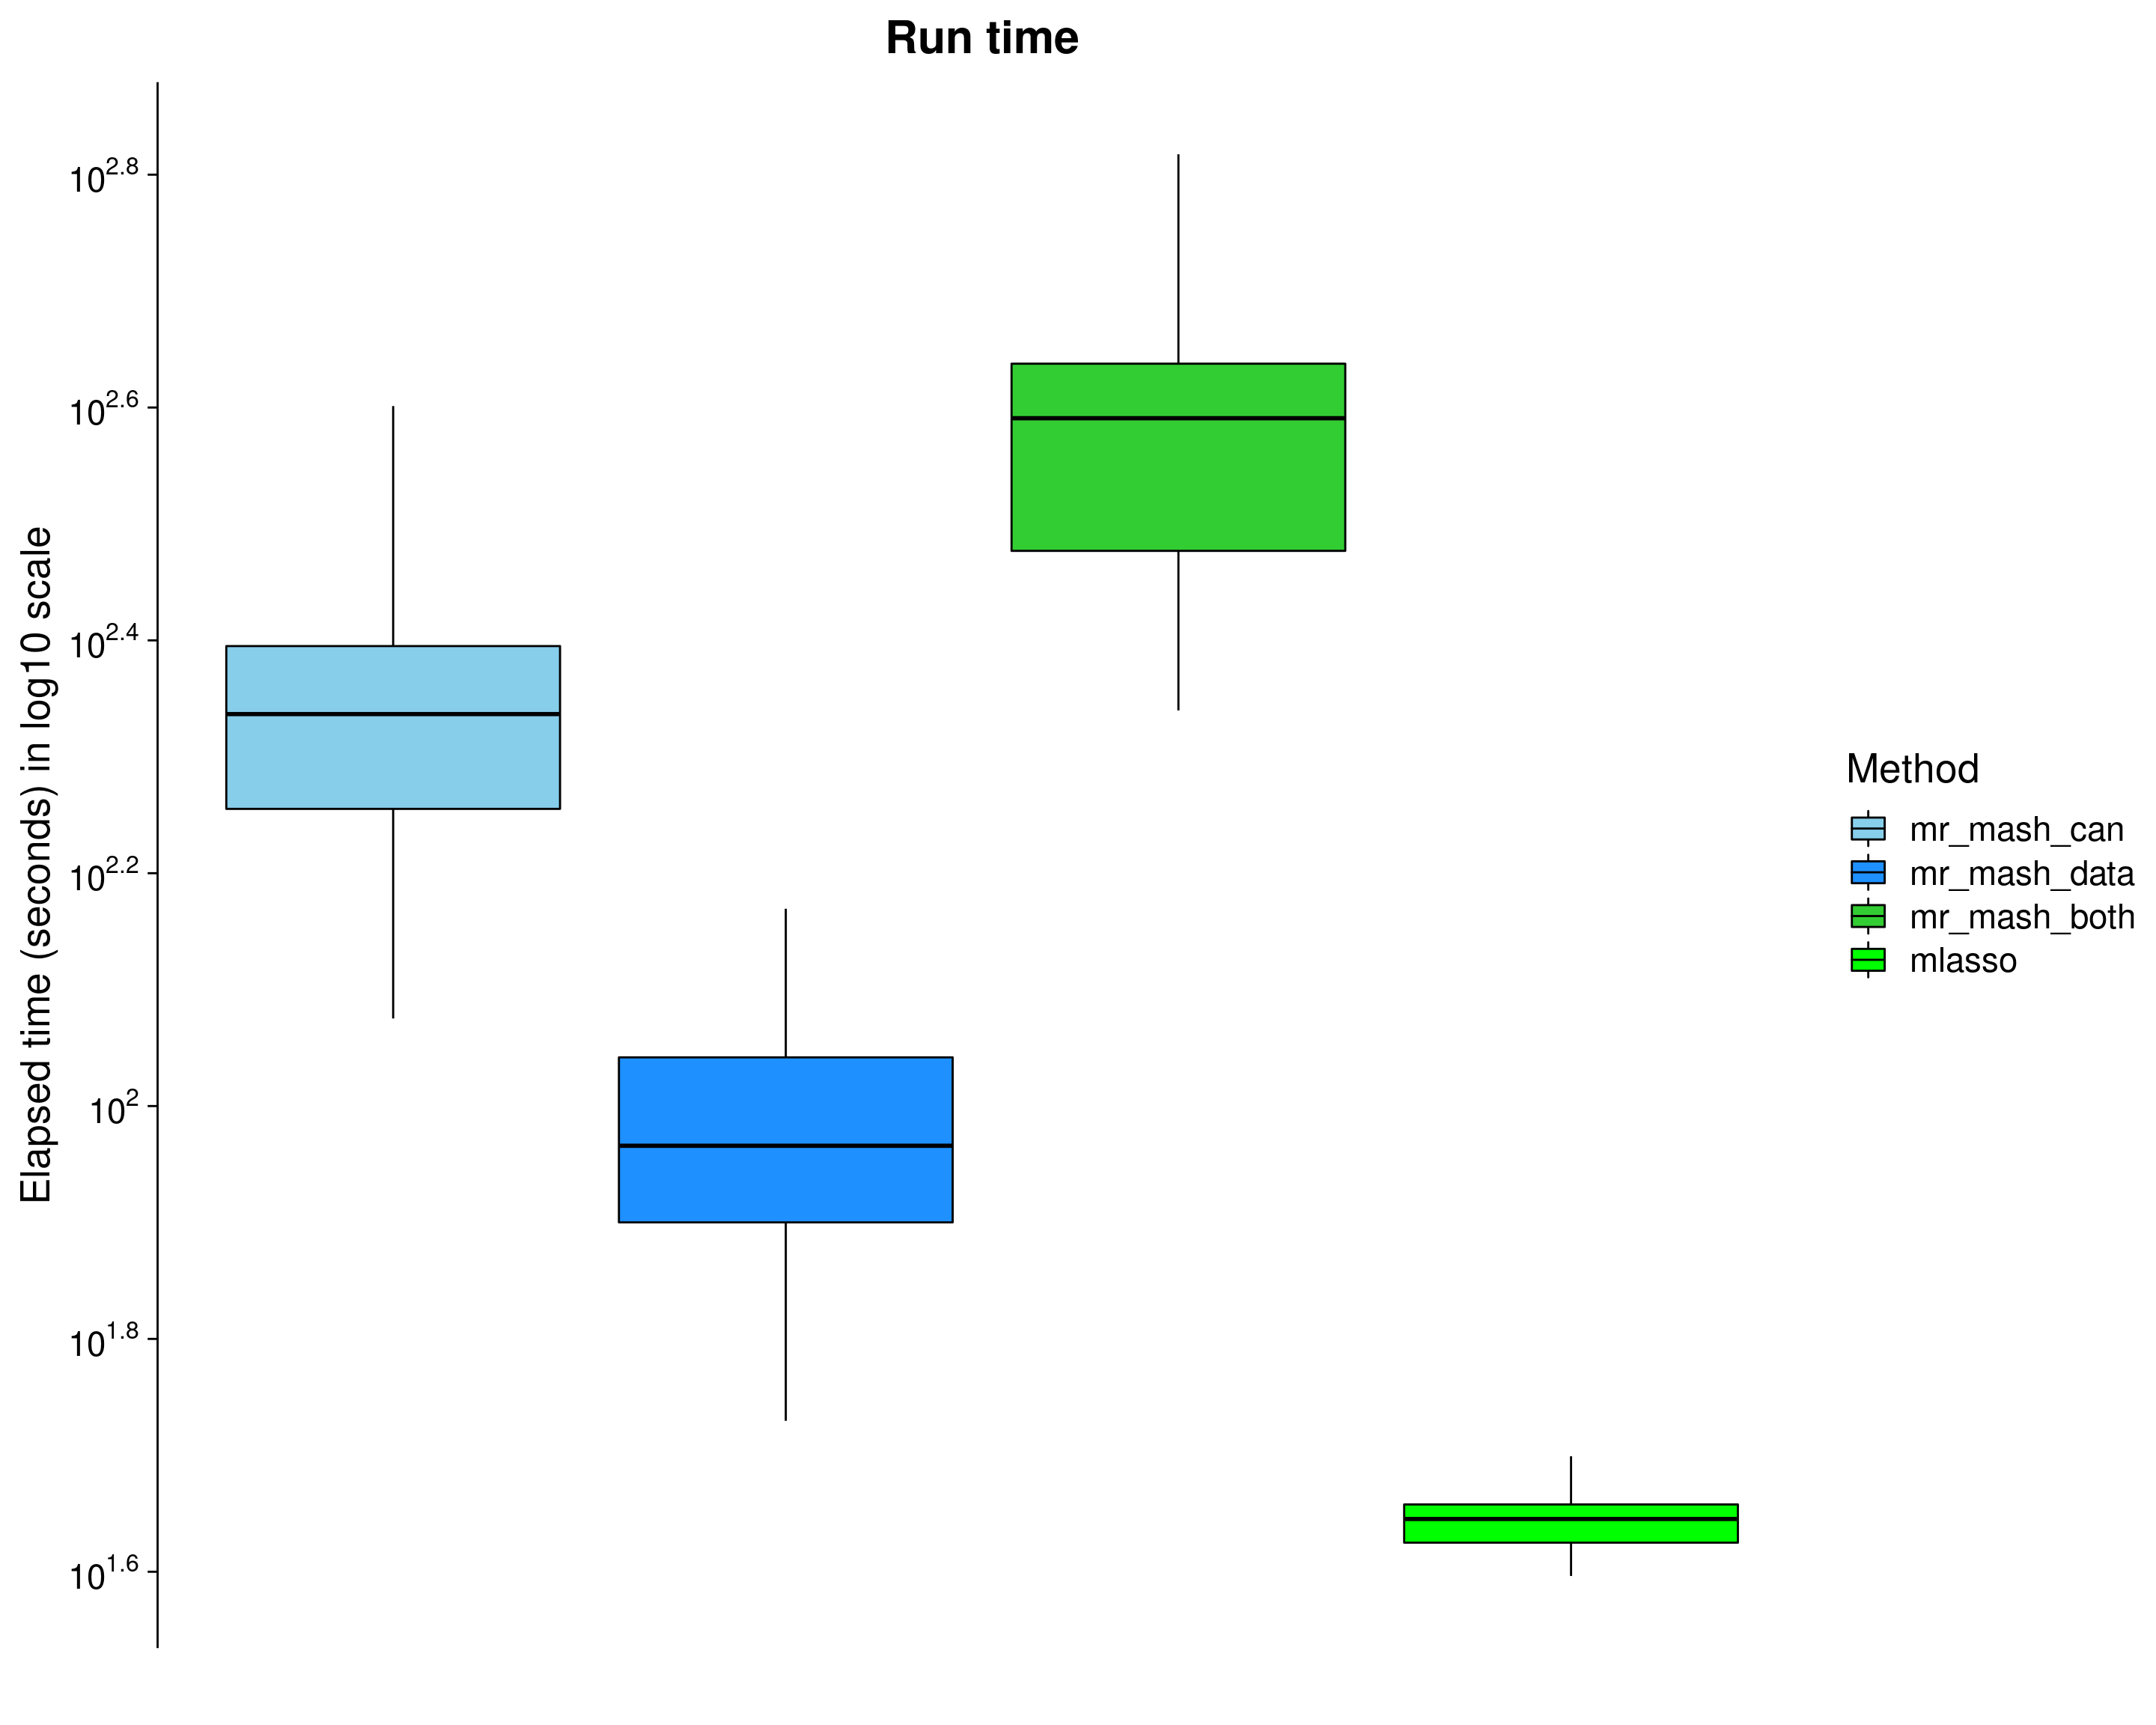 Run time
Elapsed time (seconds) in log10 scale
10^2.8
10^2.6
10^2.4
10^2.2
10^2
10^1.8
10^1.6
Method
mr_mash_can
mr_mash_data
mr_mash_both
mlasso